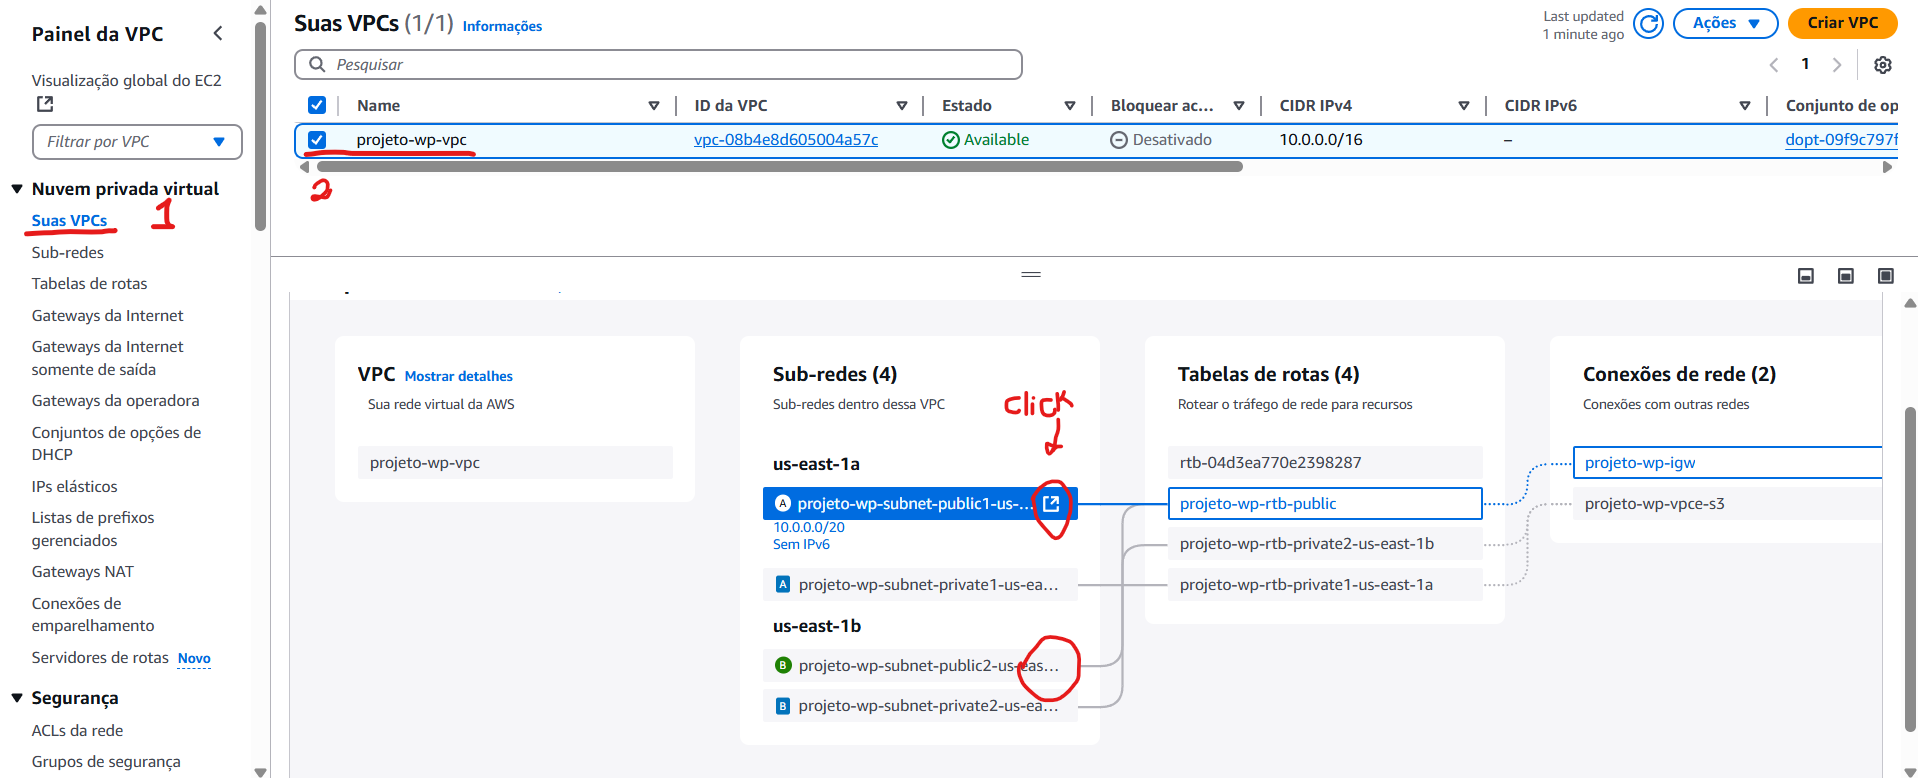 Painel da VPC
Visualização global do EC2
Filtrar por VPC
Nuvem privada virtual
Suas VPCs
1
Sub-redes
Tabelas de rotas
Gateways da Internet
Gateways da Internet
somente de saída
Gateways da operadora
Conjuntos de opções de
DHCP
IPs elásticos
Listas de prefixos
gerenciados
Gateways NAT
Conexões de
emparelhamento
Servidores de rotas Novo
Segurança
ACLs da rede
Grupos de segurança
Suas VPCs (1/1) Informações
Last updated
1 minute ago
Ações
Criar VPC
Pesquisar
1
Name ID da VPC Estado Bloquear ac... CIDR IPv4 CIDR IPv6 Conjunto de op
projeto-wp-vpc vpc-08b4e8d605004a57c Available Desativado 10.0.0.0/16 – dopt-09f9c797f
2
VPC Mostrar detalhes
Sua rede virtual da AWS
projeto-wp-vpc
Sub-redes (4)
Sub-redes dentro dessa VPC
click
us-east-1a
A projeto-wp-subnet-public1-us-...
10.0.0.0/20
Sem IPv6
A projeto-wp-subnet-private1-us-ea...
us-east-1b
B projeto-wp-subnet-public2-us-eas...
B projeto-wp-subnet-private2-us-ea...
Tabelas de rotas (4)
Rotear o tráfego de rede para recursos
rtb-04d3ea770e2398287
projeto-wp-rtb-public
projeto-wp-rtb-private2-us-east-1b
projeto-wp-rtb-private1-us-east-1a
Conexões de rede (2)
Conexões com outras redes
projeto-wp-igw
projeto-wp-vpce-s3